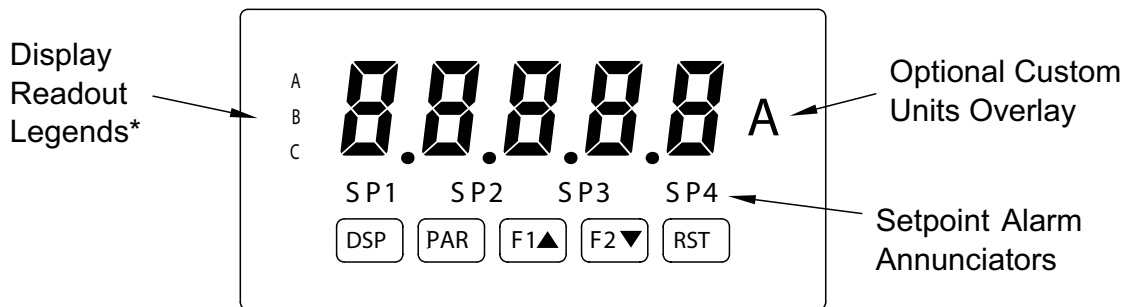 Display
Readout
Legends*
A
B
C
8.8.8.8.8
A
Optional Custom
Units Overlay
SP1 SP2 SP3 SP4
Setpoint Alarm
Annunciators
DSP PAR F1▲ F2▼ RST